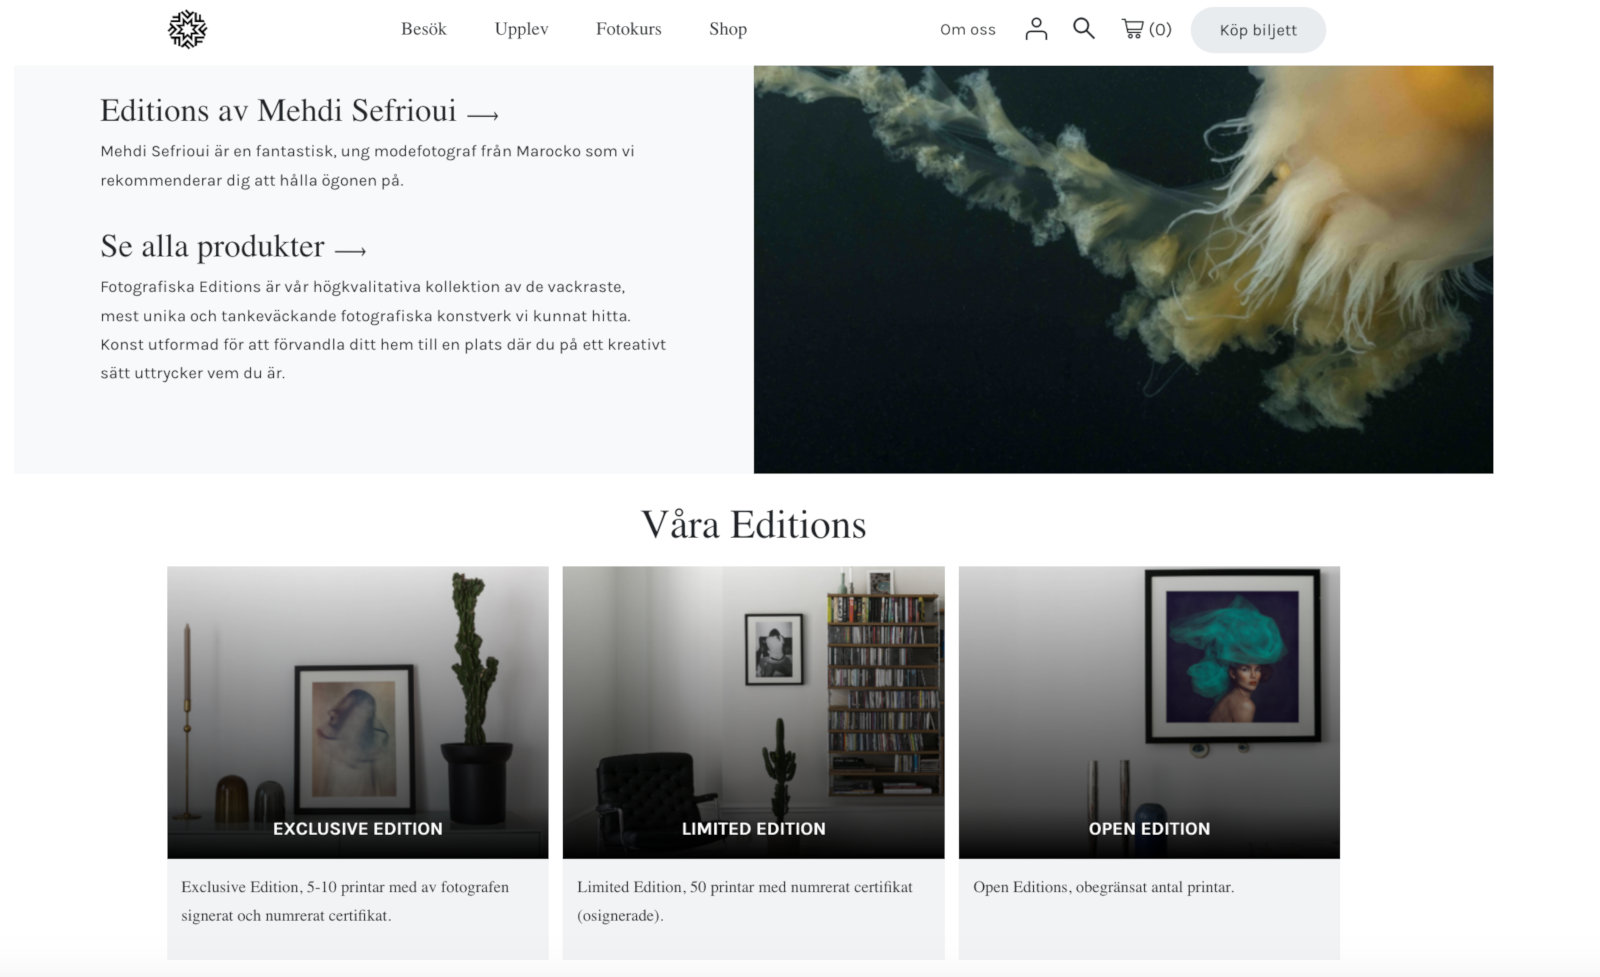 Besök Upplev Fotokurs Shop Om oss (0) Köp biljett
Editions av Mehdi Sefrioui →
Mehdi Sefrioui är en fantastisk, ung modefotograf från Marocko som vi
rekommenderar dig att hålla ögonen på.
Se alla produkter →
Fotografiska Editions är vår högkvalitativa kollektion av de vackraste,
mest unika och tankeväckande fotografiska konstverk vi kunnat hitta.
Konst utformad för att förvandla ditt hem till en plats där du på ett kreativt
sätt uttrycker vem du är.
Våra Editions
EXCLUSIVE EDITION
Exclusive Edition, 5-10 printar med av fotografen
signerat och numrerat certifikat.
LIMITED EDITION
Limited Edition, 50 printar med numrerat certifikat
(osignerade).
OPEN EDITION
Open Editions, obegränsat antal printar.